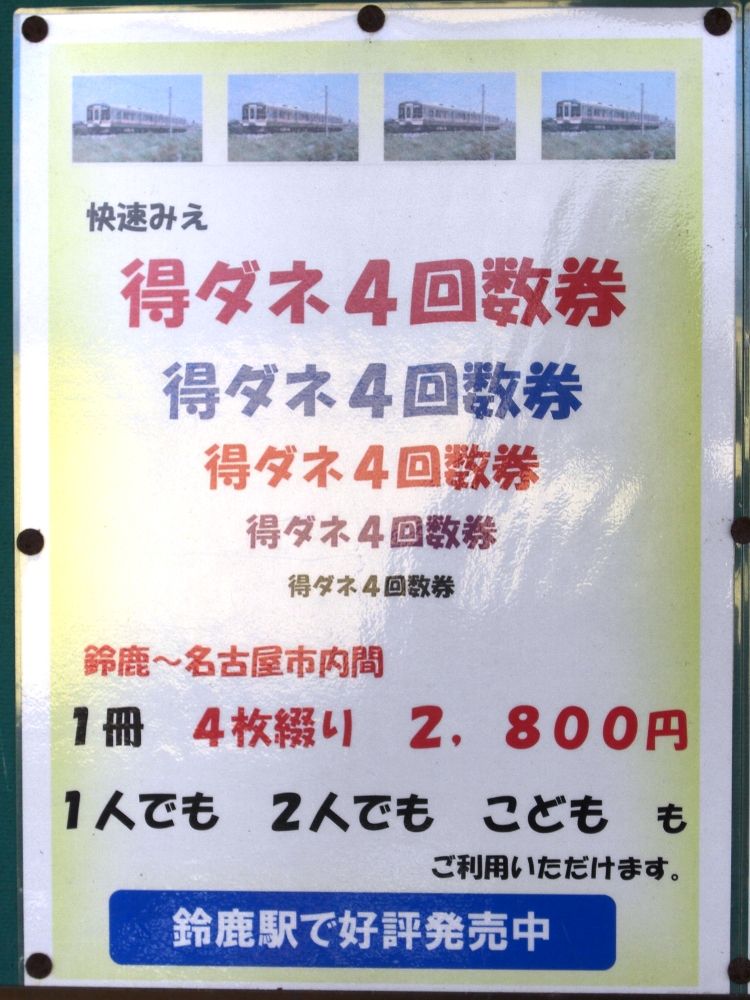 快速みえ
得ダネ4回数券
得ダネ4回数券
得ダネ4回数券
得ダネ4回数券
得ダネ4回数券
鈴鹿～名古屋市内間
1冊 4枚綴り 2,800円
1人でも 2人でも こども も
ご利用いただけます。
鈴鹿駅で好評発売中